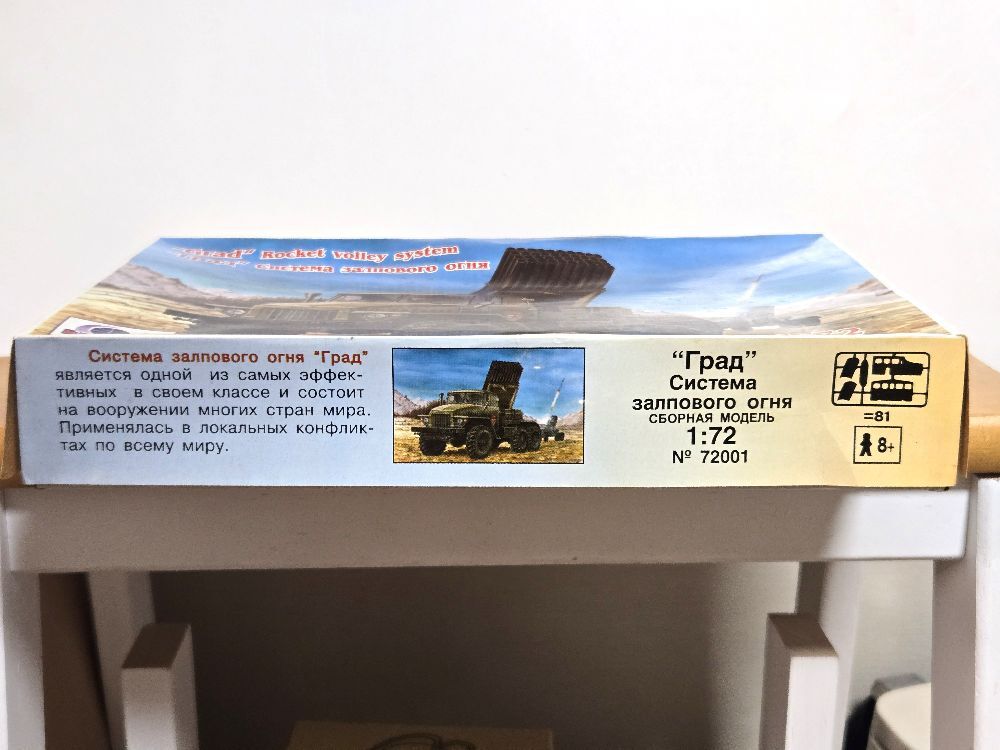 "Grad" Rocket Volley system
"Град" Система залпового огня
Система залпового огня "Град"
является одной из самых эффек-
тивных в своем классе и состоит
на вооружении многих стран мира.
Применялась в локальных конфлик-
тах по всему миру.
"Град"
Система
залпового огня
СБОРНАЯ МОДЕЛЬ
1:72
№ 72001
=81
8+